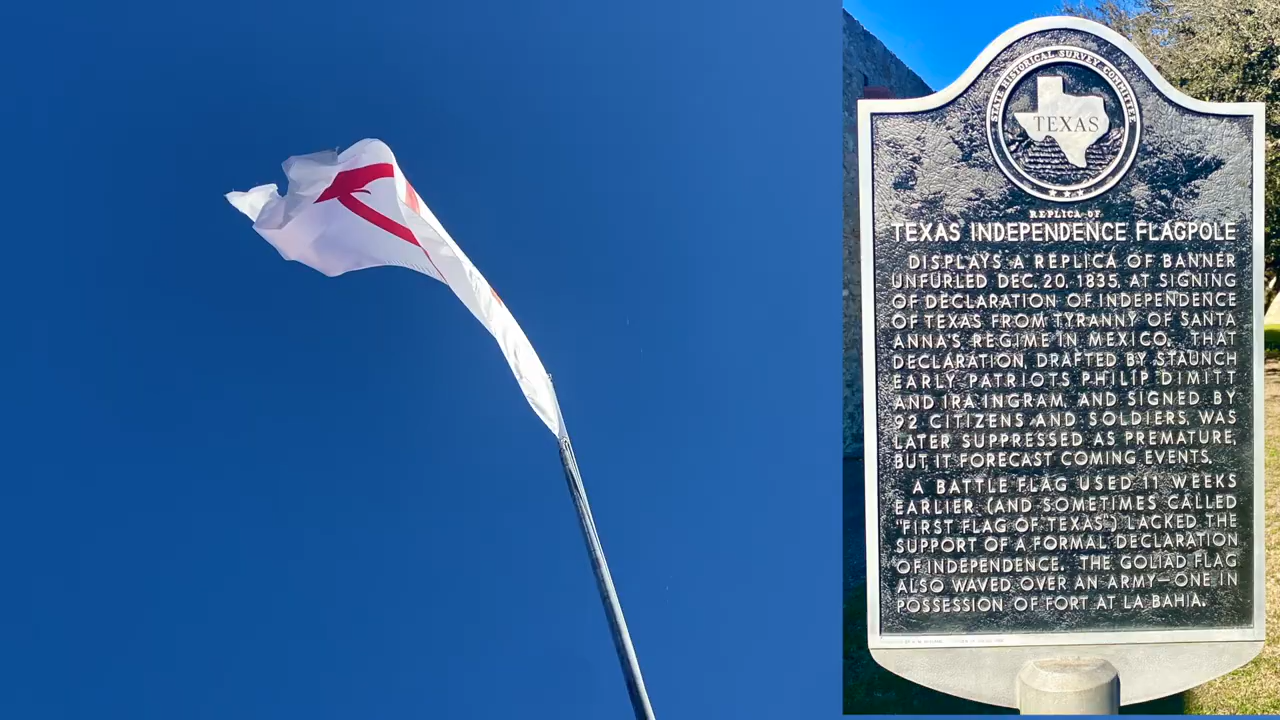 STATE HISTORICAL SURVEY COMMITTEE
TEXAS
REPLICA OF
TEXAS INDEPENDENCE FLAGPOLE
DISPLAYS A REPLICA OF BANNER
UNFURLED DEC. 20, 1835, AT SIGNING
OF DECLARATION OF INDEPENDENCE
OF TEXAS FROM TYRANNY OF SANTA
ANNA'S REGIME IN MEXICO. THAT
DECLARATION, DRAFTED BY STAUNCH
EARLY PATRIOTS PHILIP DIMITT
AND IRA INGRAM, AND SIGNED BY
92 CITIZENS AND SOLDIERS, WAS
LATER SUPPRESSED AS PREMATURE,
BUT IT FORECAST COMING EVENTS.
A BATTLE FLAG USED 11 WEEKS
EARLIER (AND SOMETIMES CALLED
"FIRST FLAG OF TEXAS") LACKED THE
SUPPORT OF A FORMAL DECLARATION
OF INDEPENDENCE. THE GOLIAD FLAG
ALSO WAVED OVER AN ARMY—ONE IN
POSSESSION OF FORT AT LA BAHIA.